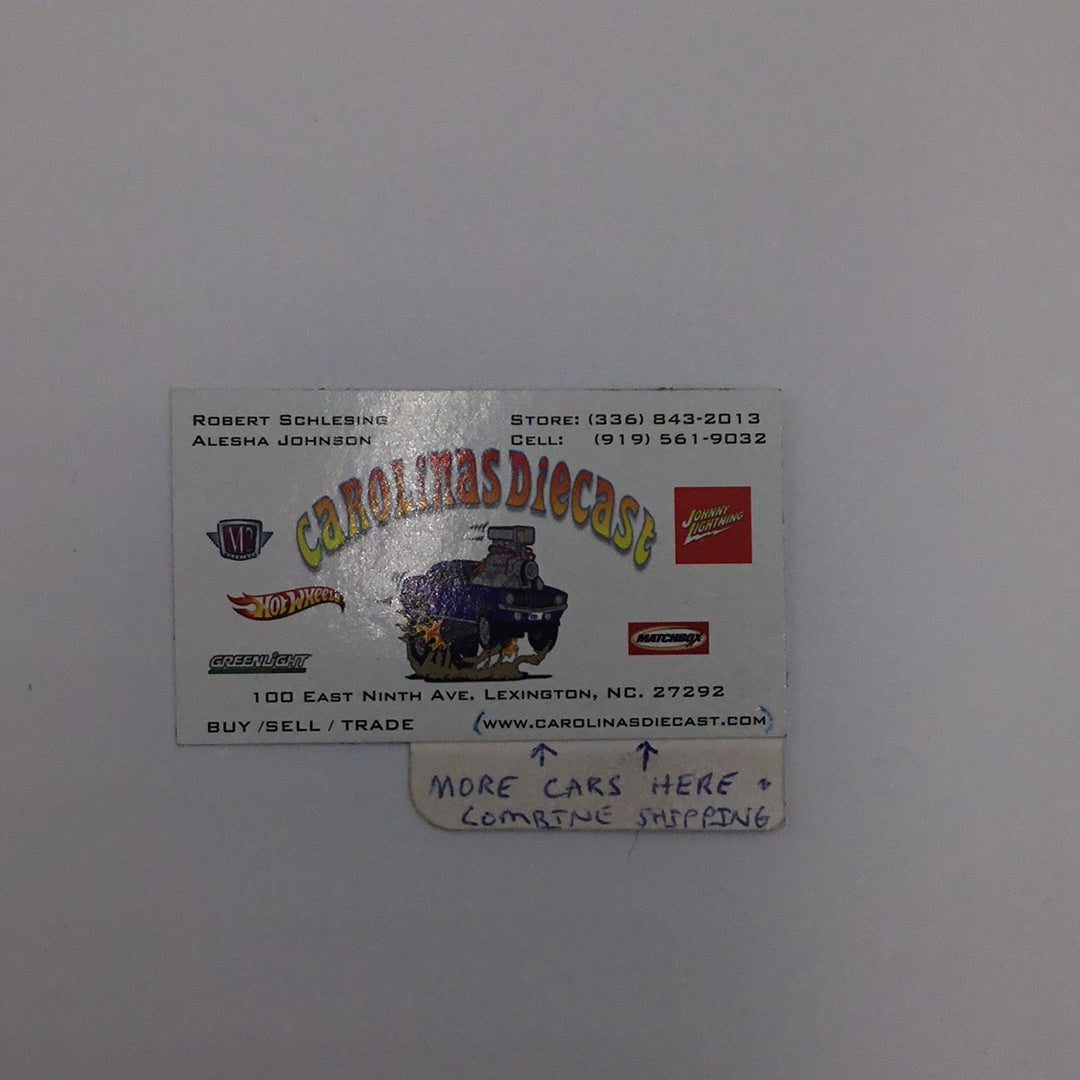 ROBERT SCHLESING
ALESHA JOHNSON
STORE: (336) 843-2013
CELL: (919) 561-9032
CAROLINAS DIECAST
M2
JOHNNY LIGHTNING
HOT WHEELS
MATCHBOX
GREENLIGHT
100 EAST NINTH AVE. LEXINGTON, NC. 27292
BUY /SELL / TRADE
(WWW.CAROLINASDIECAST.COM)
↑ ↑
MORE CARS HERE +
COMBINE SHIPPING